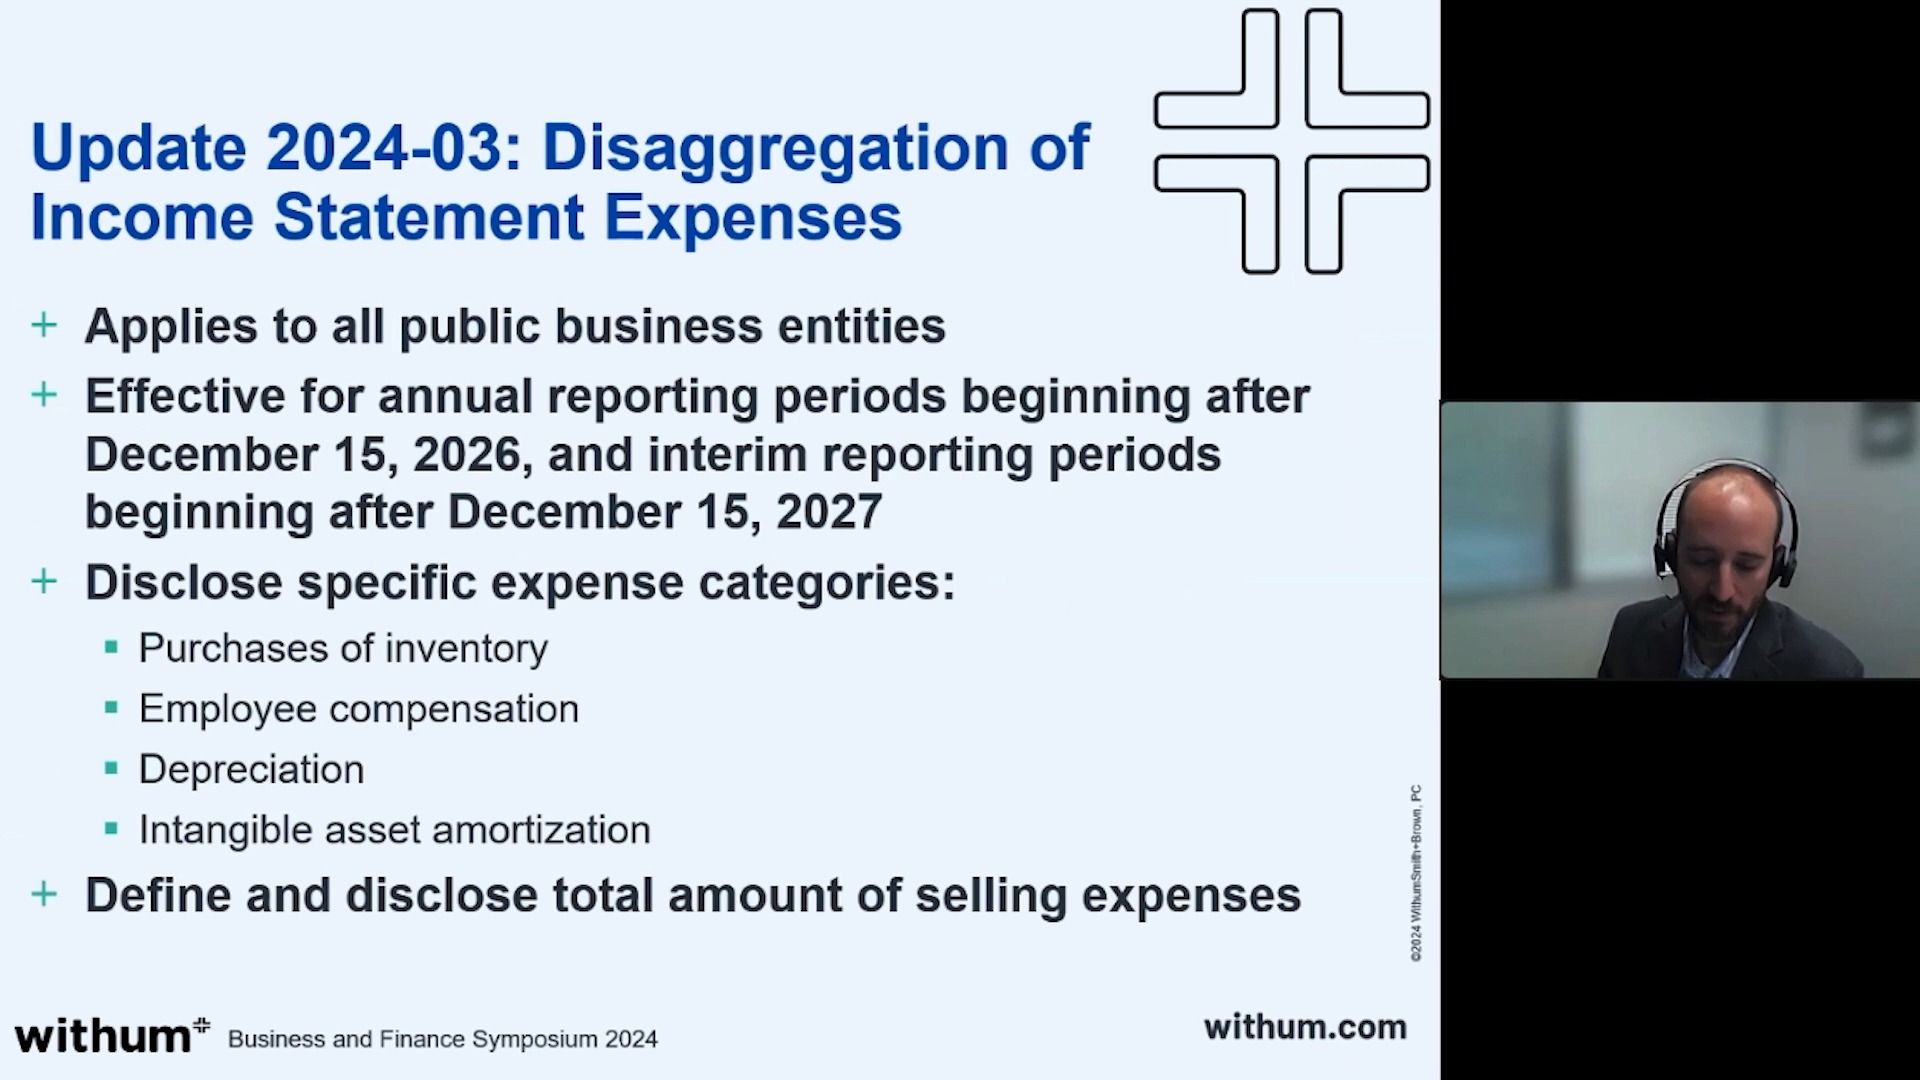 Update 2024-03: Disaggregation of
Income Statement Expenses
+ Applies to all public business entities
+ Effective for annual reporting periods beginning after
December 15, 2026, and interim reporting periods
beginning after December 15, 2027
+ Disclose specific expense categories:
▪ Purchases of inventory
▪ Employee compensation
▪ Depreciation
▪ Intangible asset amortization
+ Define and disclose total amount of selling expenses
©2024 WithumSmith+Brown, PC
withum Business and Finance Symposium 2024
withum.com